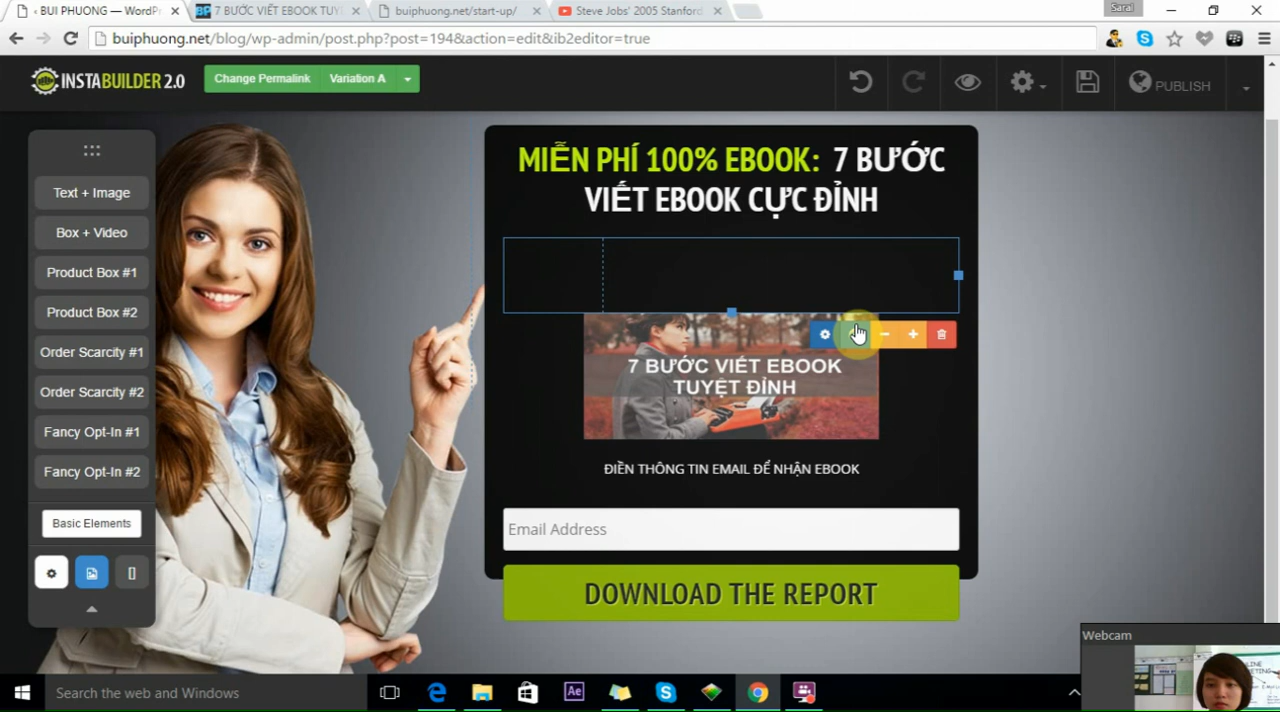 ‹ BUI PHUONG — WordPr
7 BƯỚC VIẾT EBOOK TUY
buiphuong.net/start-up/
Steve Jobs' 2005 Stanford
Sarai
buiphuong.net/blog/wp-admin/post.php?post=194&action=edit&ib2editor=true
INSTABUILDER 2.0
Change Permalink
Variation A
PUBLISH
Text + Image
Box + Video
Product Box #1
Product Box #2
Order Scarcity #1
Order Scarcity #2
Fancy Opt-In #1
Fancy Opt-In #2
Basic Elements
MIỄN PHÍ 100% EBOOK: 7 BƯỚC
VIẾT EBOOK CỰC ĐỈNH
7 BƯỚC VIẾT EBOOK
TUYỆT ĐỈNH
ĐIỀN THÔNG TIN EMAIL ĐỂ NHẬN EBOOK
Email Address
DOWNLOAD THE REPORT
Webcam
Search the web and Windows
Ae